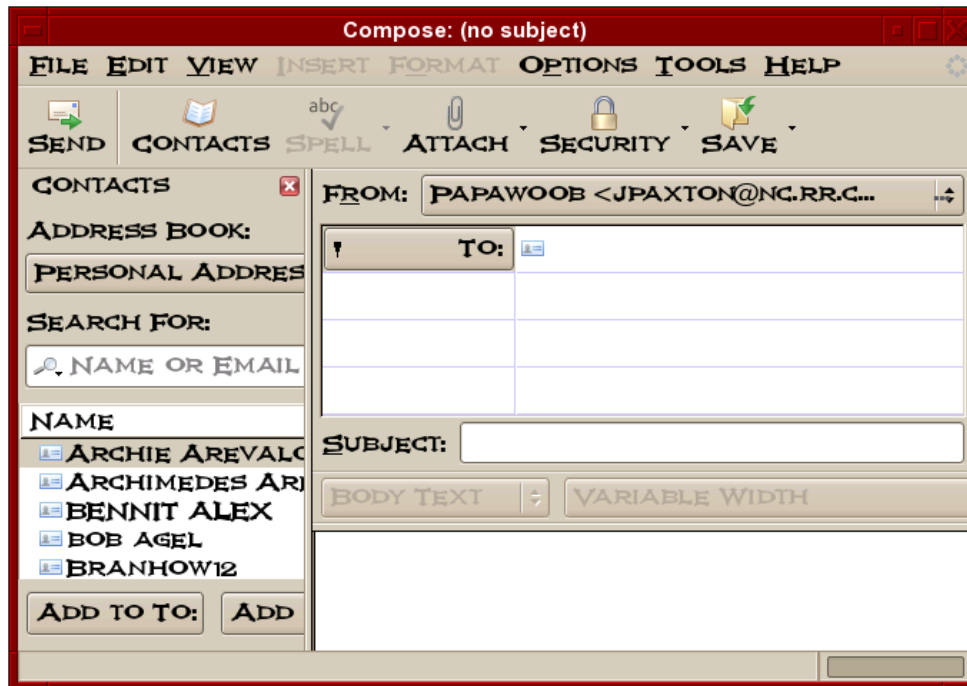 Compose: (no subject)
File Edit View Insert Format Options Tools Help
abc
Send Contacts Spell Attach Security Save
Contacts
From: papawoob <jpaxton@nc.rr.c...
Address Book:
To:
Personal Addres
Search For:
Name or Email
Name
Subject:
Archie Arevalo
Archimedes Are
Body Text Variable Width
BENNIT ALEX
bob agel
Branhow12
Add to To: Add